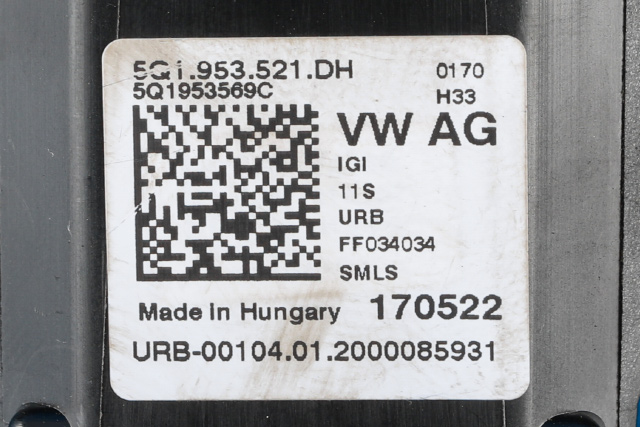 5Q1.953.521.DH 0170
5Q1953569C H33
VW AG
IGI
11S
URB
FF034034
SMLS
Made in Hungary 170522
URB-00104.01.2000085931